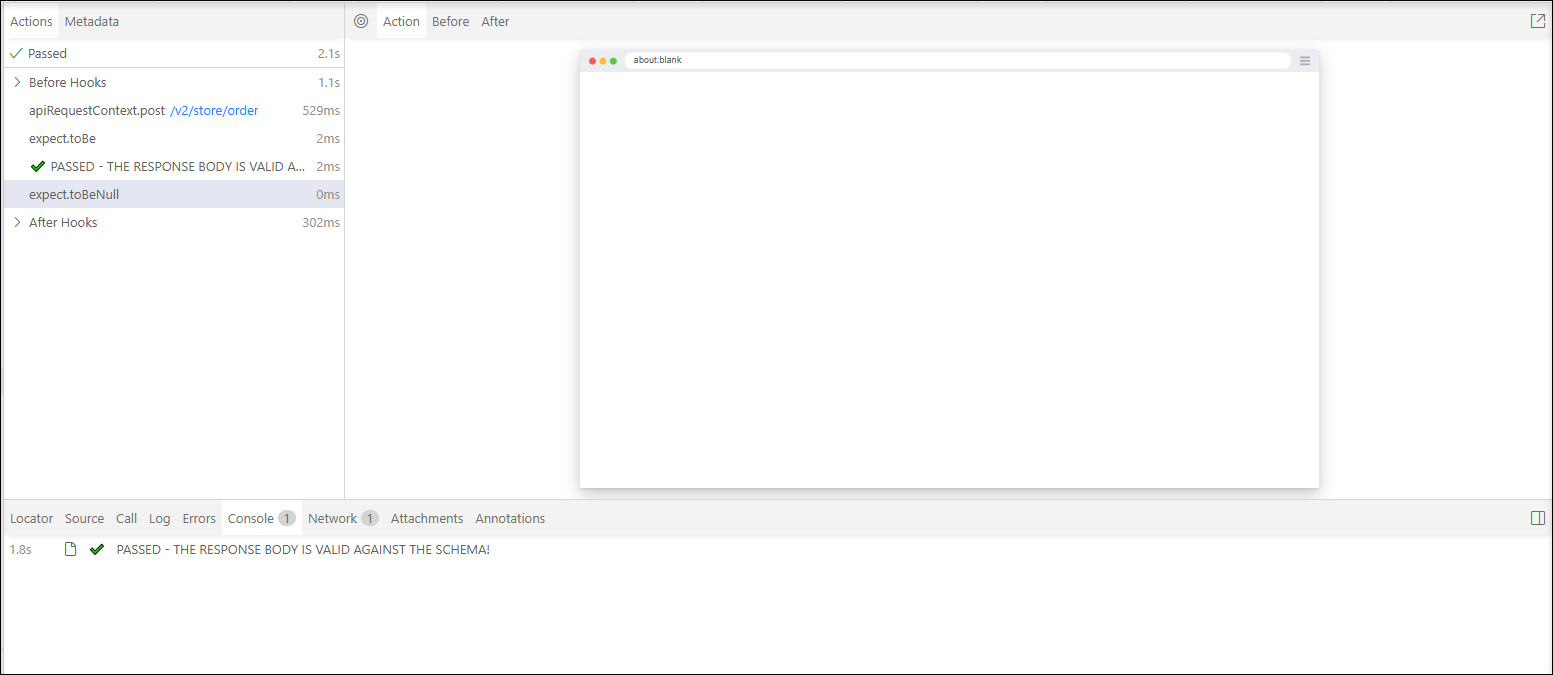 Actions Metadata
Passed 2.1s
Before Hooks 1.1s
apiRequestContext.post /v2/store/order 529ms
expect.toBe 2ms
PASSED - THE RESPONSE BODY IS VALID A... 2ms
expect.toBeNull 0ms
After Hooks 302ms
Action Before After
about:blank
Locator Source Call Log Errors Console 1 Network 1 Attachments Annotations
1.8s PASSED - THE RESPONSE BODY IS VALID AGAINST THE SCHEMA!